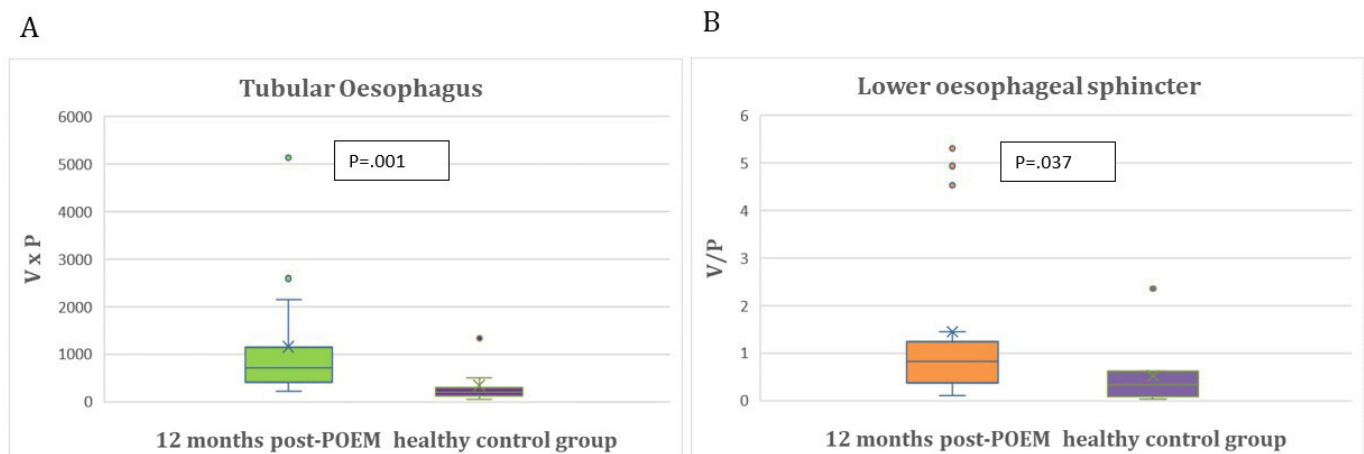 A
Tubular Oesophagus
6000
5000
4000
3000
2000
1000
0
V x P
P=.001
12 months post-POEM healthy control group
B
Lower oesophageal sphincter
6
5
4
3
2
1
0
V/P
P=.037
12 months post-POEM healthy control group